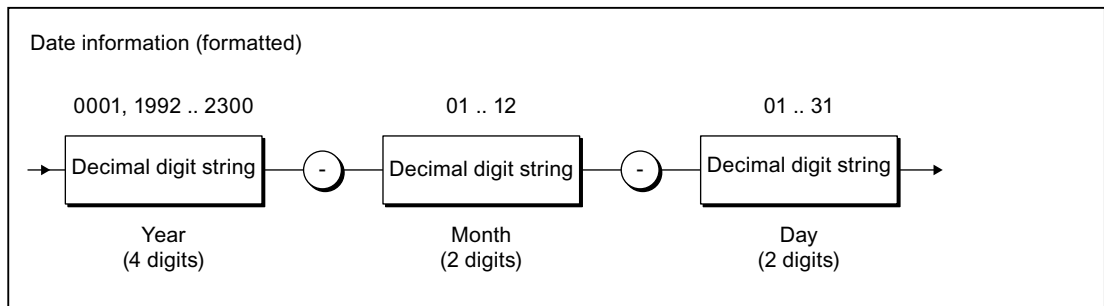 Date information (formatted)
0001, 1992 .. 2300
01 .. 12
01 .. 31
Decimal digit string
-
Decimal digit string
-
Decimal digit string
Year
(4 digits)
Month
(2 digits)
Day
(2 digits)